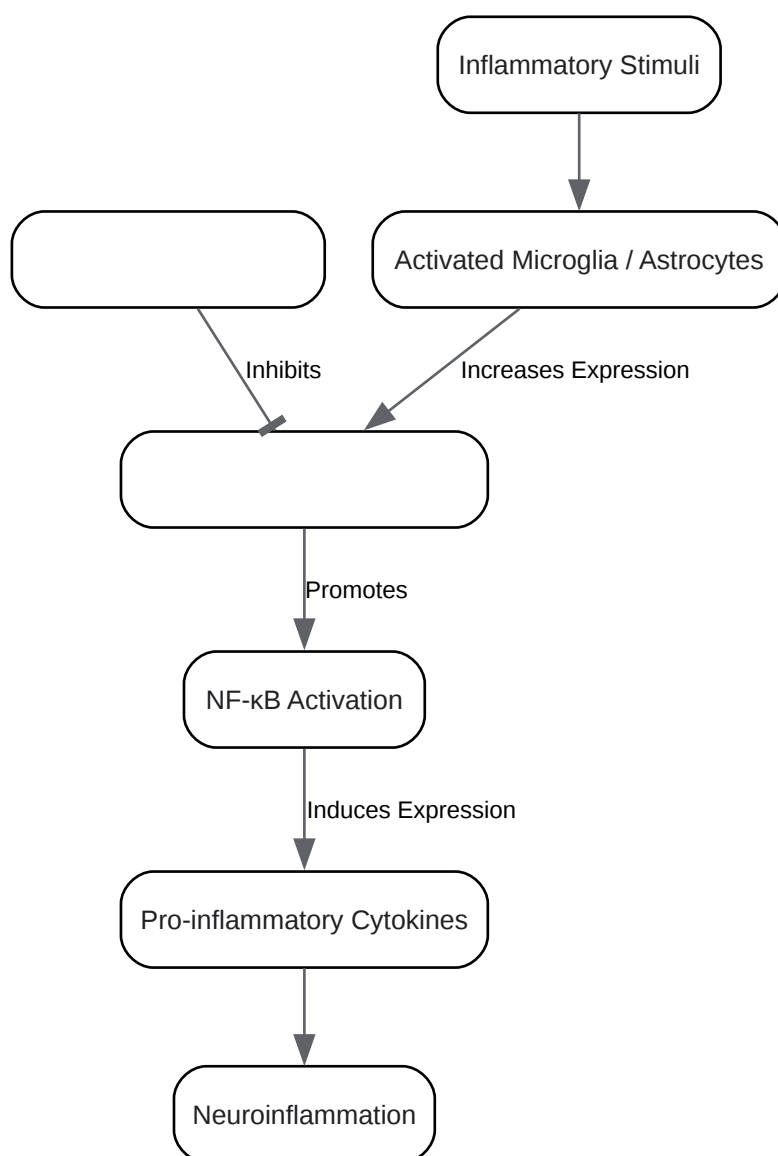 Inflammatory Stimuli
Activated Microglia / Astrocytes
Inhibits
Increases Expression
Promotes
NF-κB Activation
Induces Expression
Pro-inflammatory Cytokines
Neuroinflammation